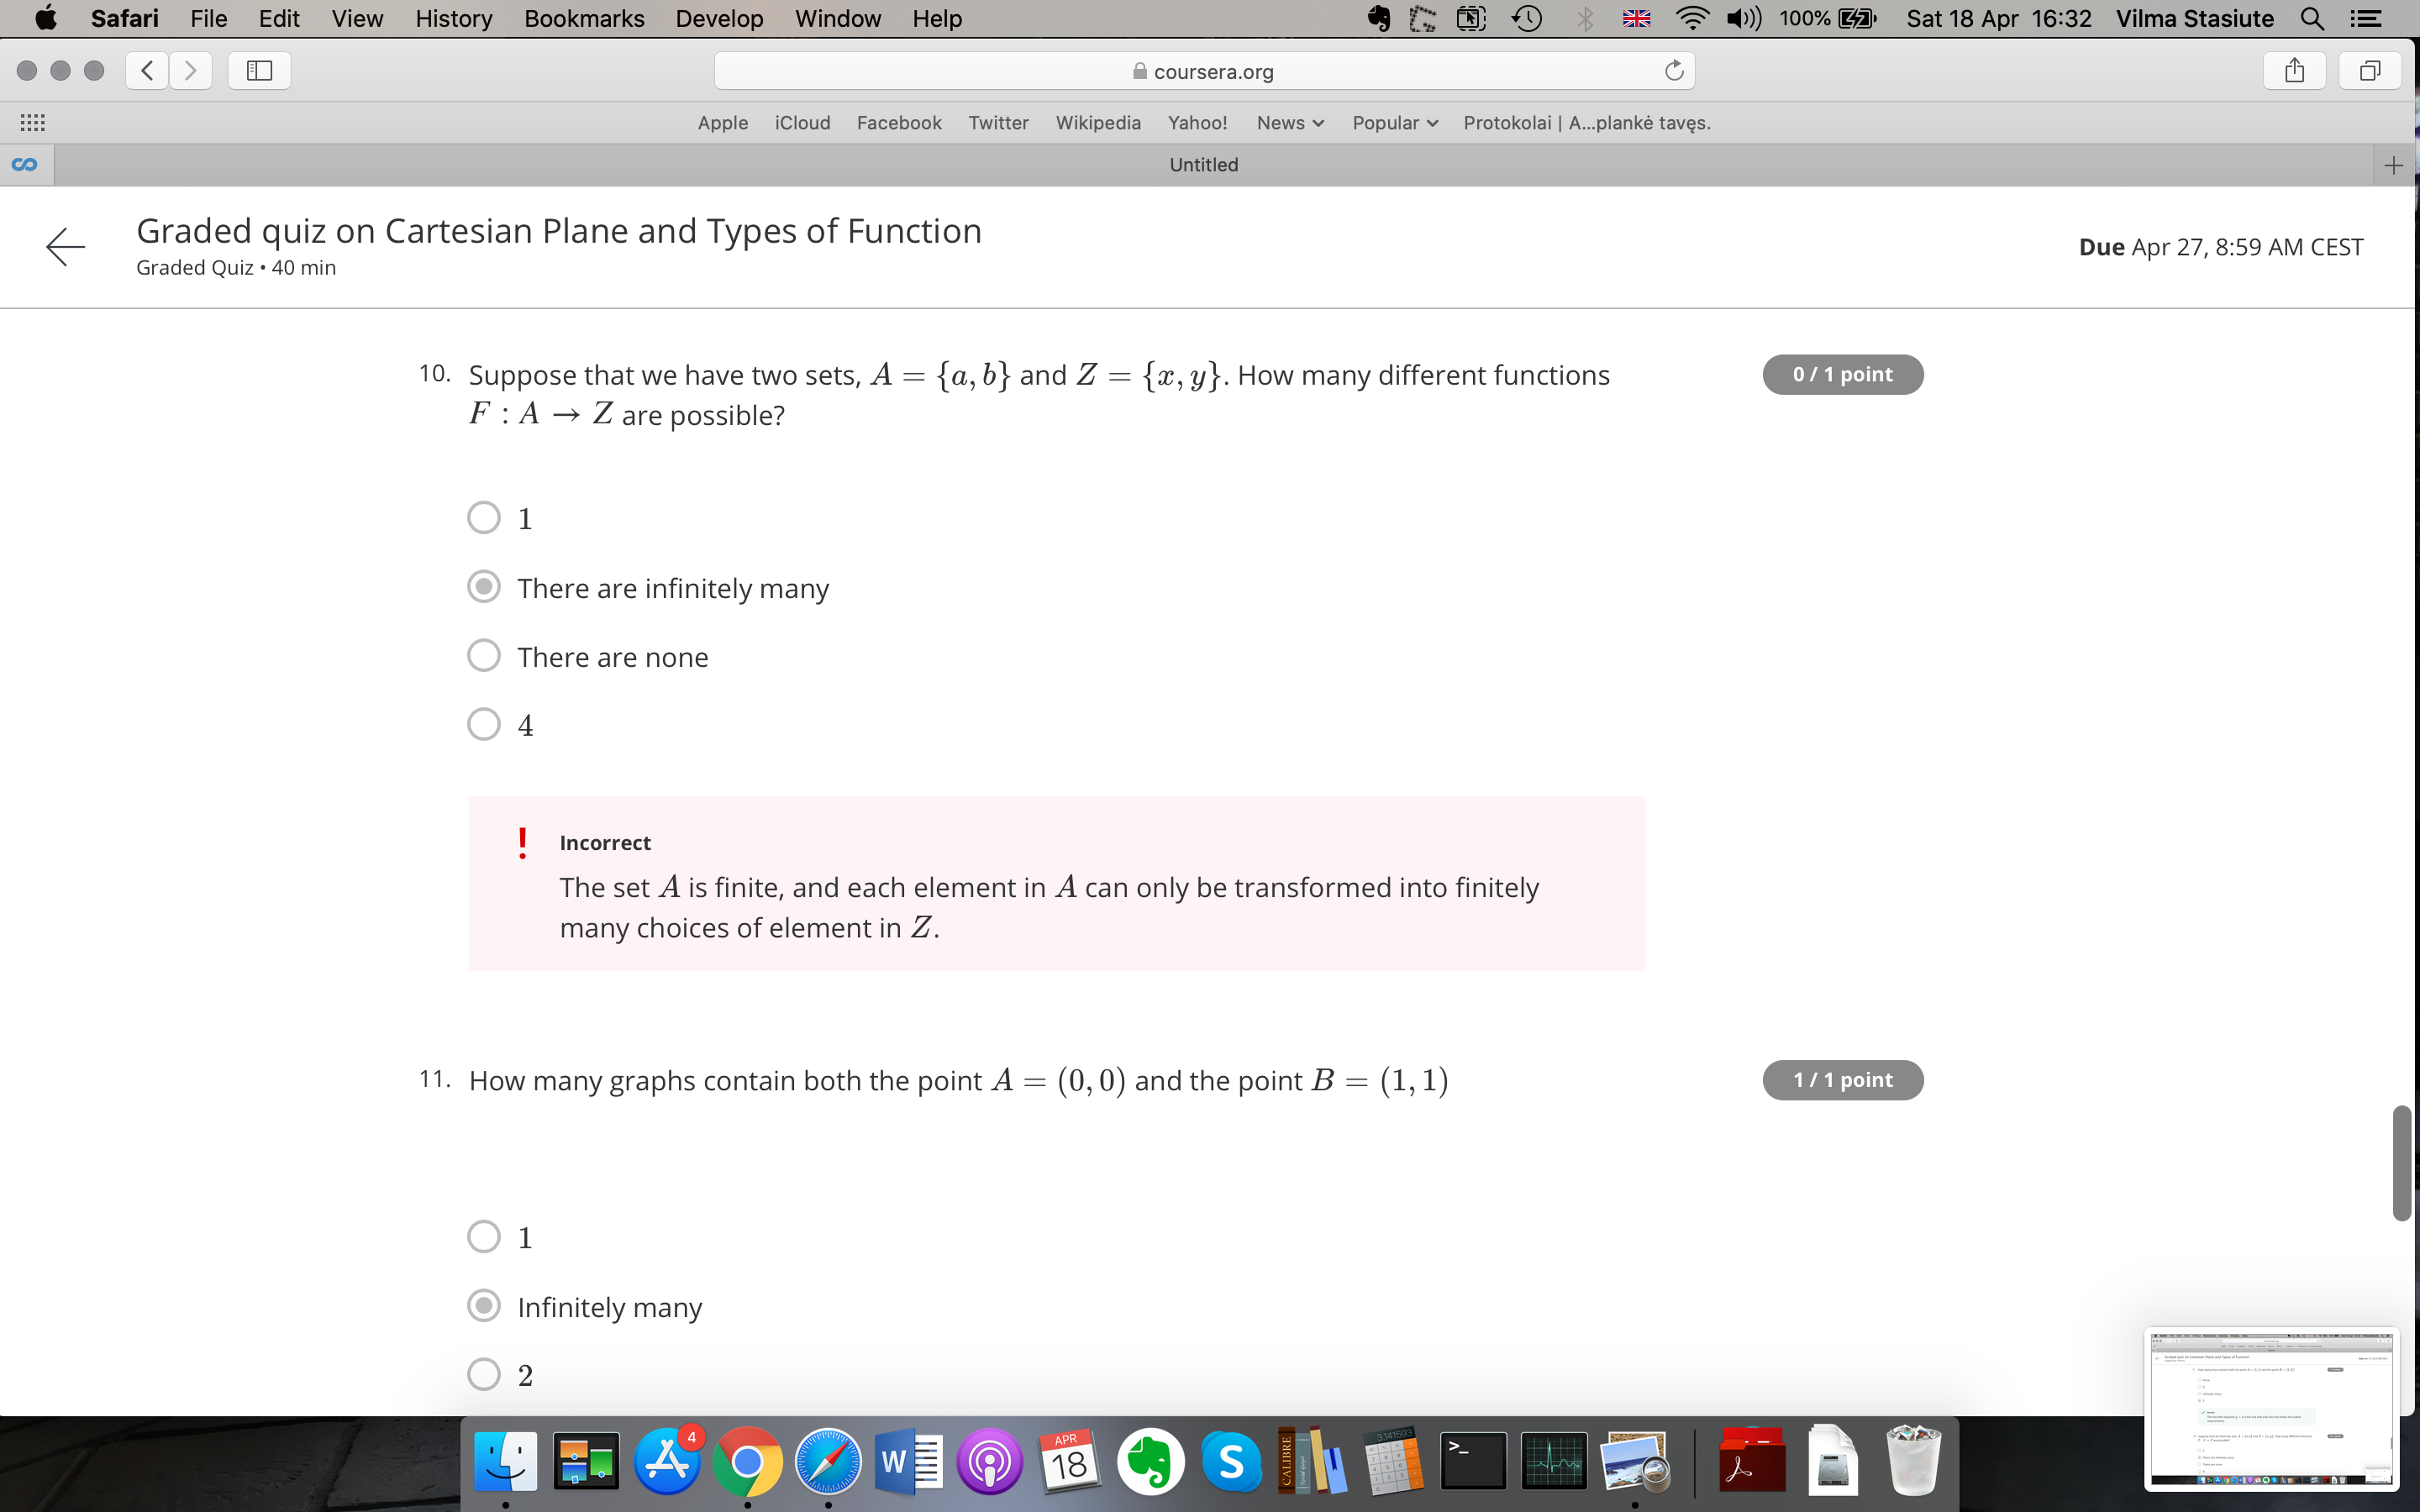 Safari File Edit View History Bookmarks Develop Window Help 100% Sat 18 Apr 16:32 Vilma Stasiute
coursera.org
Apple iCloud Facebook Twitter Wikipedia Yahoo! News Popular Protokolai | A...plankė tavęs.
Untitled
Graded quiz on Cartesian Plane and Types of Function
Graded Quiz • 40 min
Due Apr 27, 8:59 AM CEST
10. Suppose that we have two sets, A = {a, b} and Z = {x, y}. How many different functions
F : A → Z are possible?
0 / 1 point
1
There are infinitely many
There are none
4
! Incorrect
The set A is finite, and each element in A can only be transformed into finitely
many choices of element in Z.
11. How many graphs contain both the point A = (0, 0) and the point B = (1, 1)
1 / 1 point
1
Infinitely many
2
4
W
APR
18
S
CALIBRE
3.141593
>_